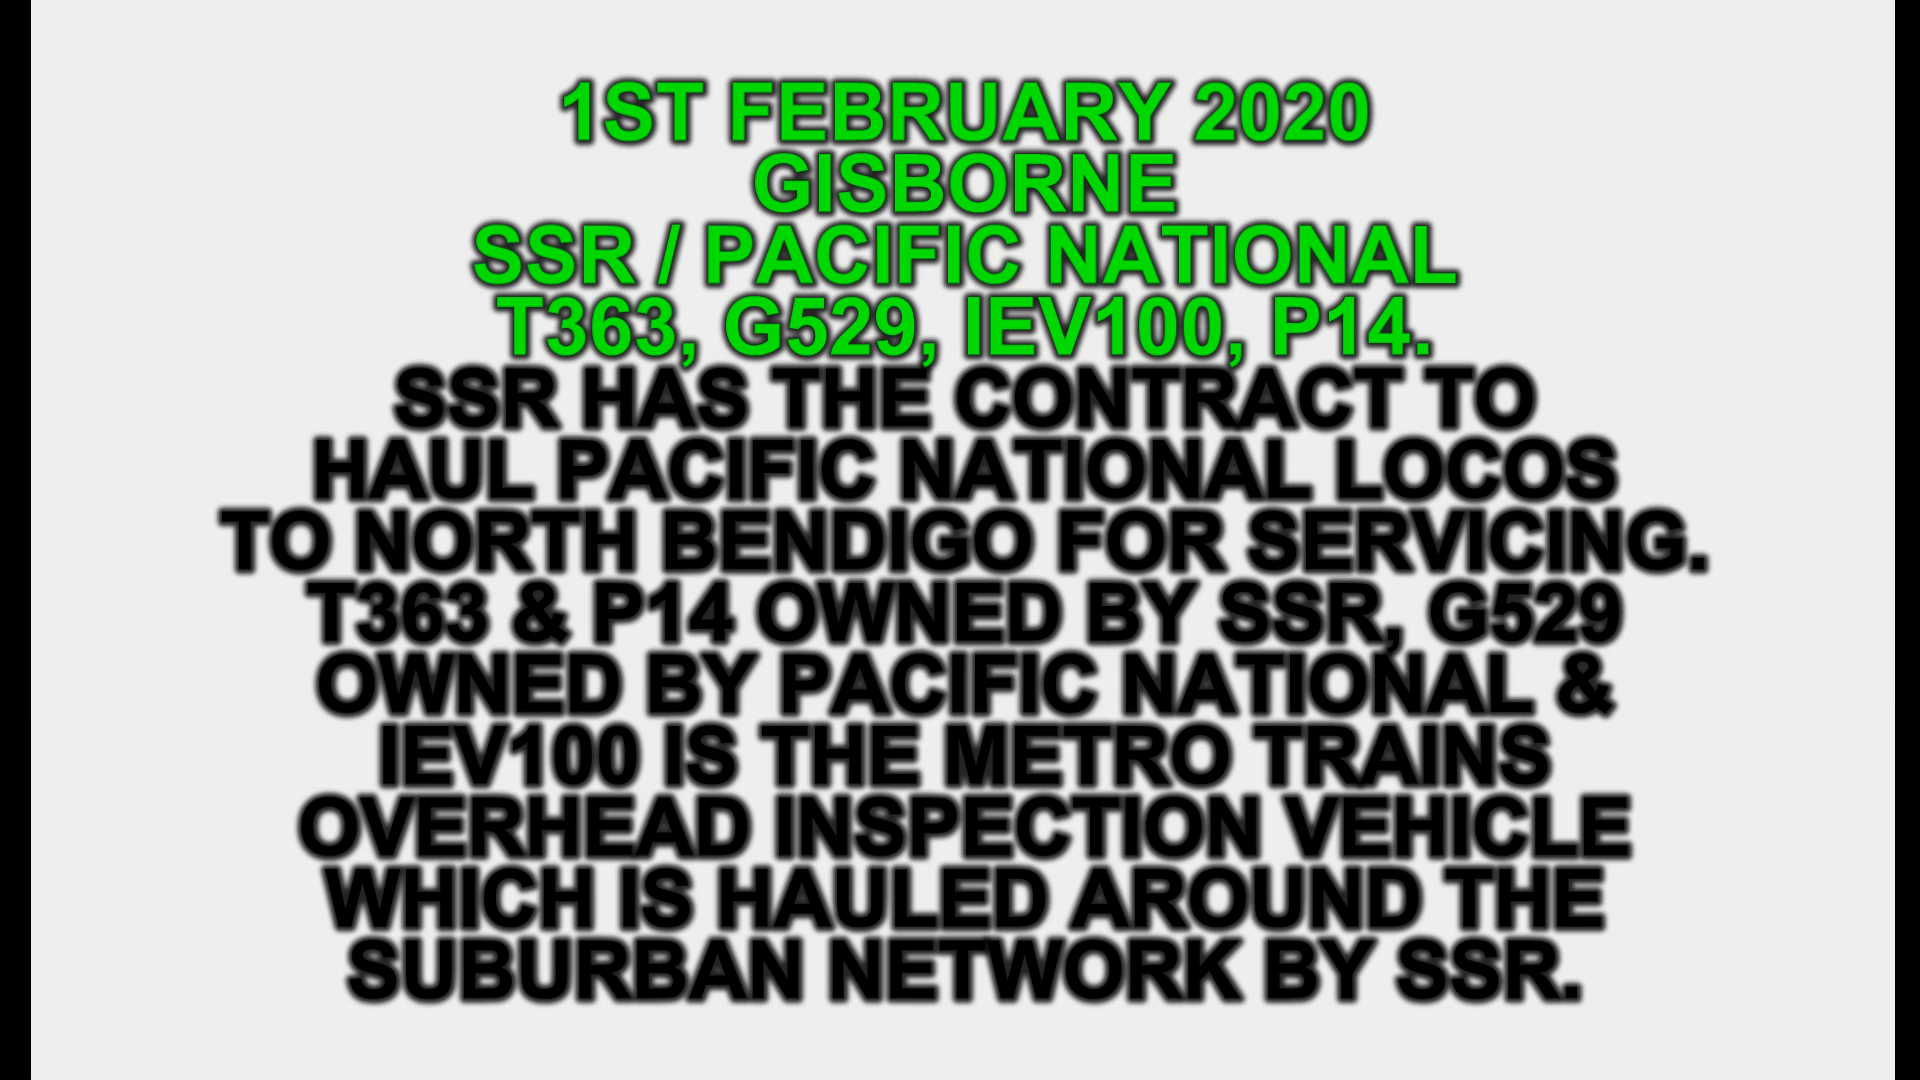 1ST FEBRUARY 2020
GISBORNE
SSR / PACIFIC NATIONAL
T363, G529, IEV100, P14.
SSR HAS THE CONTRACT TO
HAUL PACIFIC NATIONAL LOCOS
TO NORTH BENDIGO FOR SERVICING.
T363 & P14 OWNED BY SSR, G529
OWNED BY PACIFIC NATIONAL &
IEV100 IS THE METRO TRAINS
OVERHEAD INSPECTION VEHICLE
WHICH IS HAULED AROUND THE
SUBURBAN NETWORK BY SSR.